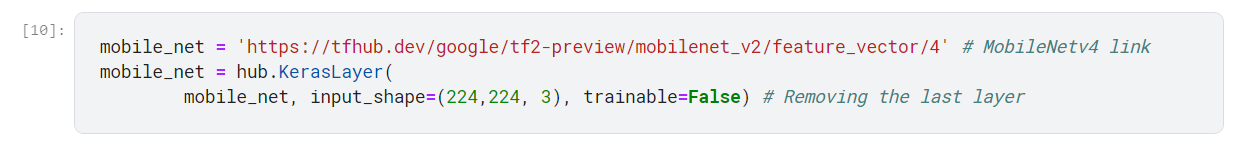 [10]:
mobile_net = 'https://tfhub.dev/google/tf2-preview/mobilenet_v2/feature_vector/4' # MobileNetv4 link
mobile_net = hub.KerasLayer(
        mobile_net, input_shape=(224,224, 3), trainable=False) # Removing the last layer